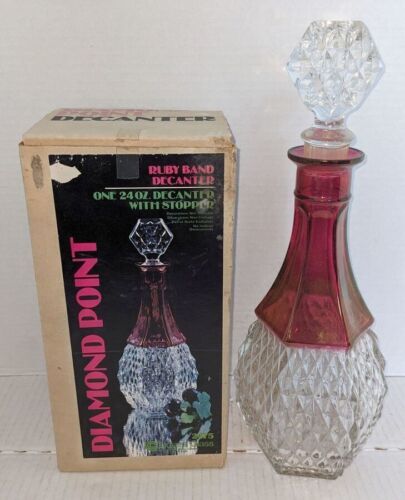 DECANTER
RUBY BAND
DECANTER
ONE 24 OZ. DECANTER
WITH STOPPER
DIAMOND POINT